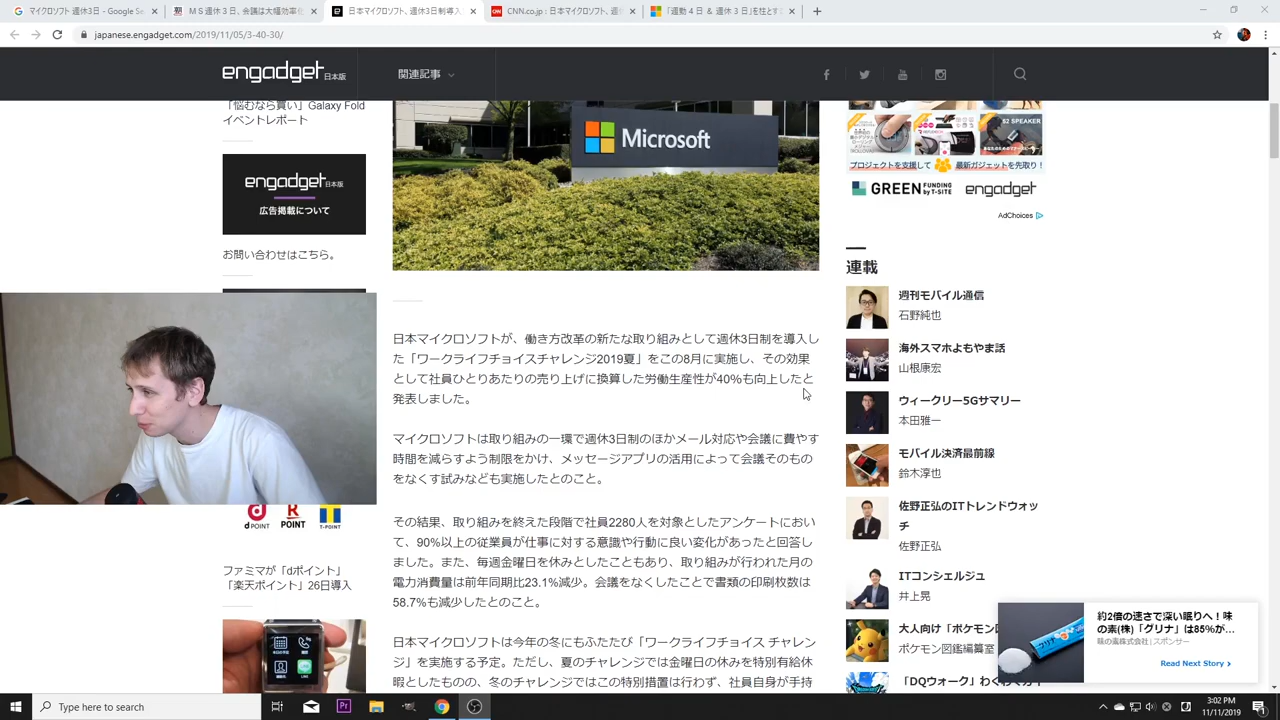 マイクロソフト 週休3日 - Google Se
ＭＳ週休３日、会議は大幅効率化
日本マイクロソフト、週休3日制導入
CNN.co.jp : 日本マイクロソフト、週休
「週勤 4 日 & 週休 3 日」を柱とす
japanese.engadget.com/2019/11/05/3-40-30/
engadget 日本版
関連記事
「悩むなら買い」Galaxy Fold
イベントレポート
engadget 日本版
広告掲載について
お問い合わせはこちら。
d POINT
R POINT
T-POINT
ファミマが「dポイント」
「楽天ポイント」26日導入
Microsoft
日本マイクロソフトが、働き方改革の新たな取り組みとして週休3日制を導入し
た「ワークライフチョイスチャレンジ2019夏」をこの8月に実施し、その効果
として社員ひとりあたりの売り上げに換算した労働生産性が40%も向上したと
発表しました。
マイクロソフトは取り組みの一環で週休3日制のほかメール対応や会議に費やす
時間を減らすよう制限をかけ、メッセージアプリの活用によって会議そのもの
をなくす試みなども実施したとのこと。
その結果、取り組みを終えた段階で社員2280人を対象としたアンケートにおい
て、90%以上の従業員が仕事に対する意識や行動に良い変化があったと回答し
ました。また、毎週金曜日を休みとしたこともあり、取り組みが行われた月の
電力消費量は前年同期比23.1%減少。会議をなくしたことで書類の印刷枚数は
58.7%も減少したとのこと。
日本マイクロソフトは今年の冬にもふたたび「ワークライフチョイス チャレン
ジ」を実施する予定。ただし、夏のチャレンジでは金曜日の休みを特別有給休
暇としたものの、冬のチャレンジではこの特別措置は行わず、社員自身が手持
S2 SPEAKER
プロジェクトを支援して
最新ガジェットを先取り！
GREEN FUNDING by T-SITE
engadget
AdChoices
連載
週刊モバイル通信
石野純也
海外スマホよもやま話
山根康宏
ウィークリー5Gサマリー
本田雅一
モバイル決済最前線
鈴木淳也
佐野正弘のITトレンドウォッ
チ
佐野正弘
ITコンシェルジュ
井上晃
大人向け「ポケモン
ポケモン図鑑編纂室
「DQウォーク」わくわく
約2倍の速さで深い眠りへ！味
の素(株)「グリナ」は85%が...
味の素株式会社 | スポンサー
Read Next Story
Type here to search
3:02 PM
11/11/2019